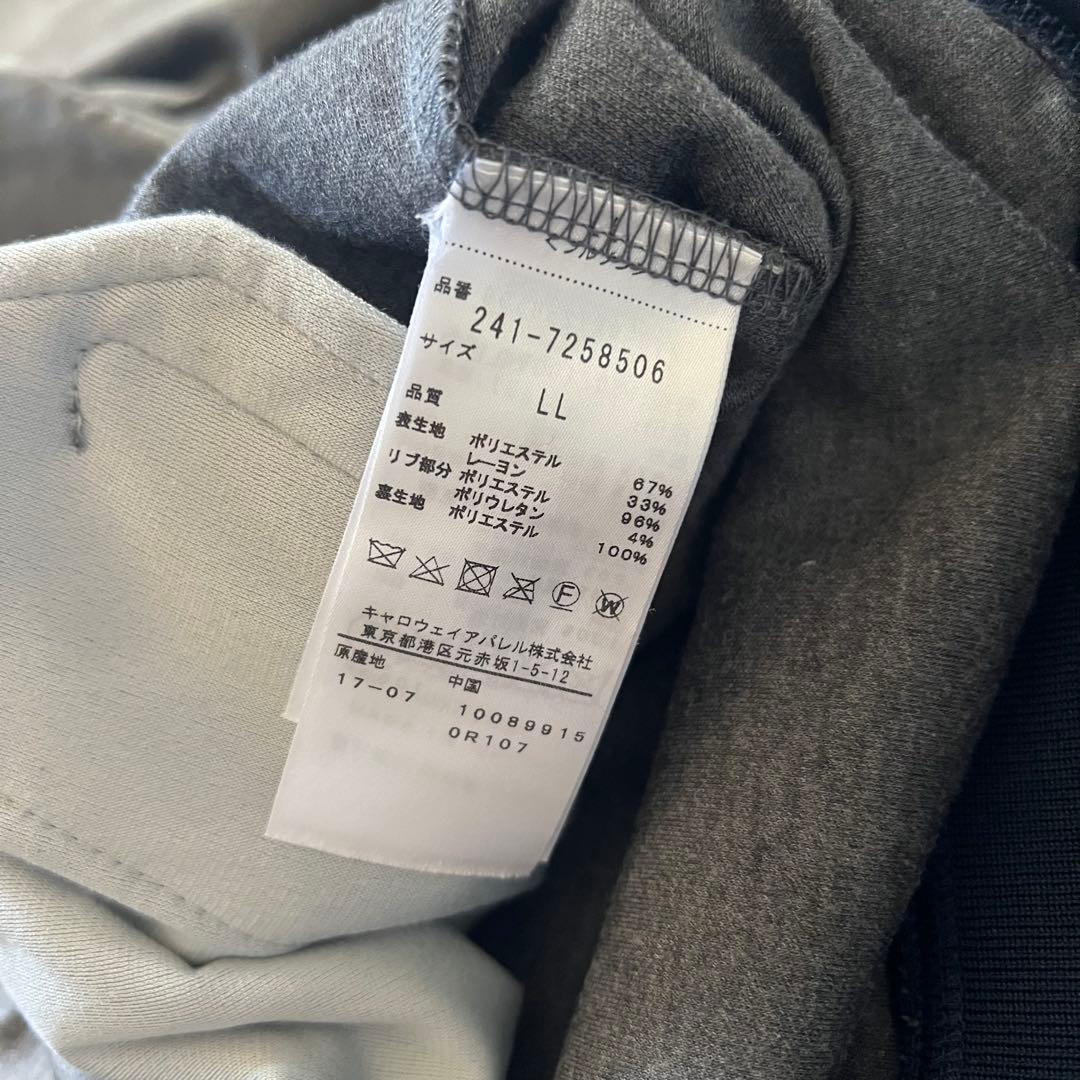 品番
241-7258506
サイズ
LL
品質
表生地 ポリエステル 67%
レーヨン 33%
リブ部分 ポリエステル 96%
ポリウレタン 4%
裏生地 ポリエステル 100%
F W
キャロウェイアパレル株式会社
東京都港区元赤坂1-5-12
原産地 中国
17-07 10089915
0R107